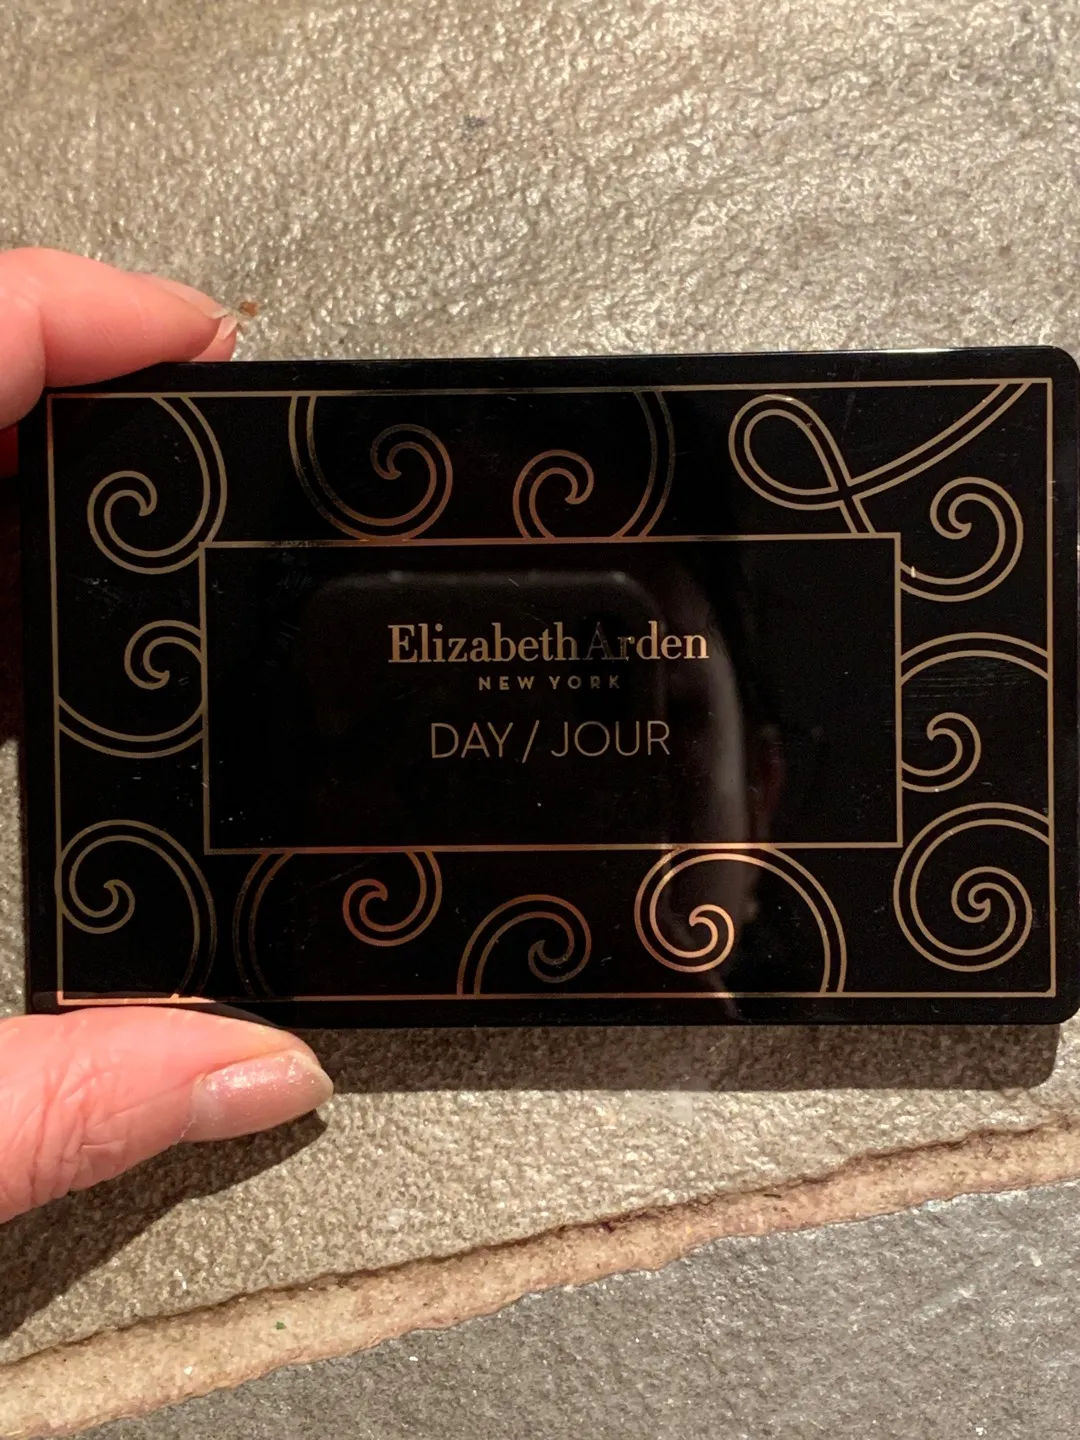 Elizabeth Arden
NEW YORK
DAY / JOUR